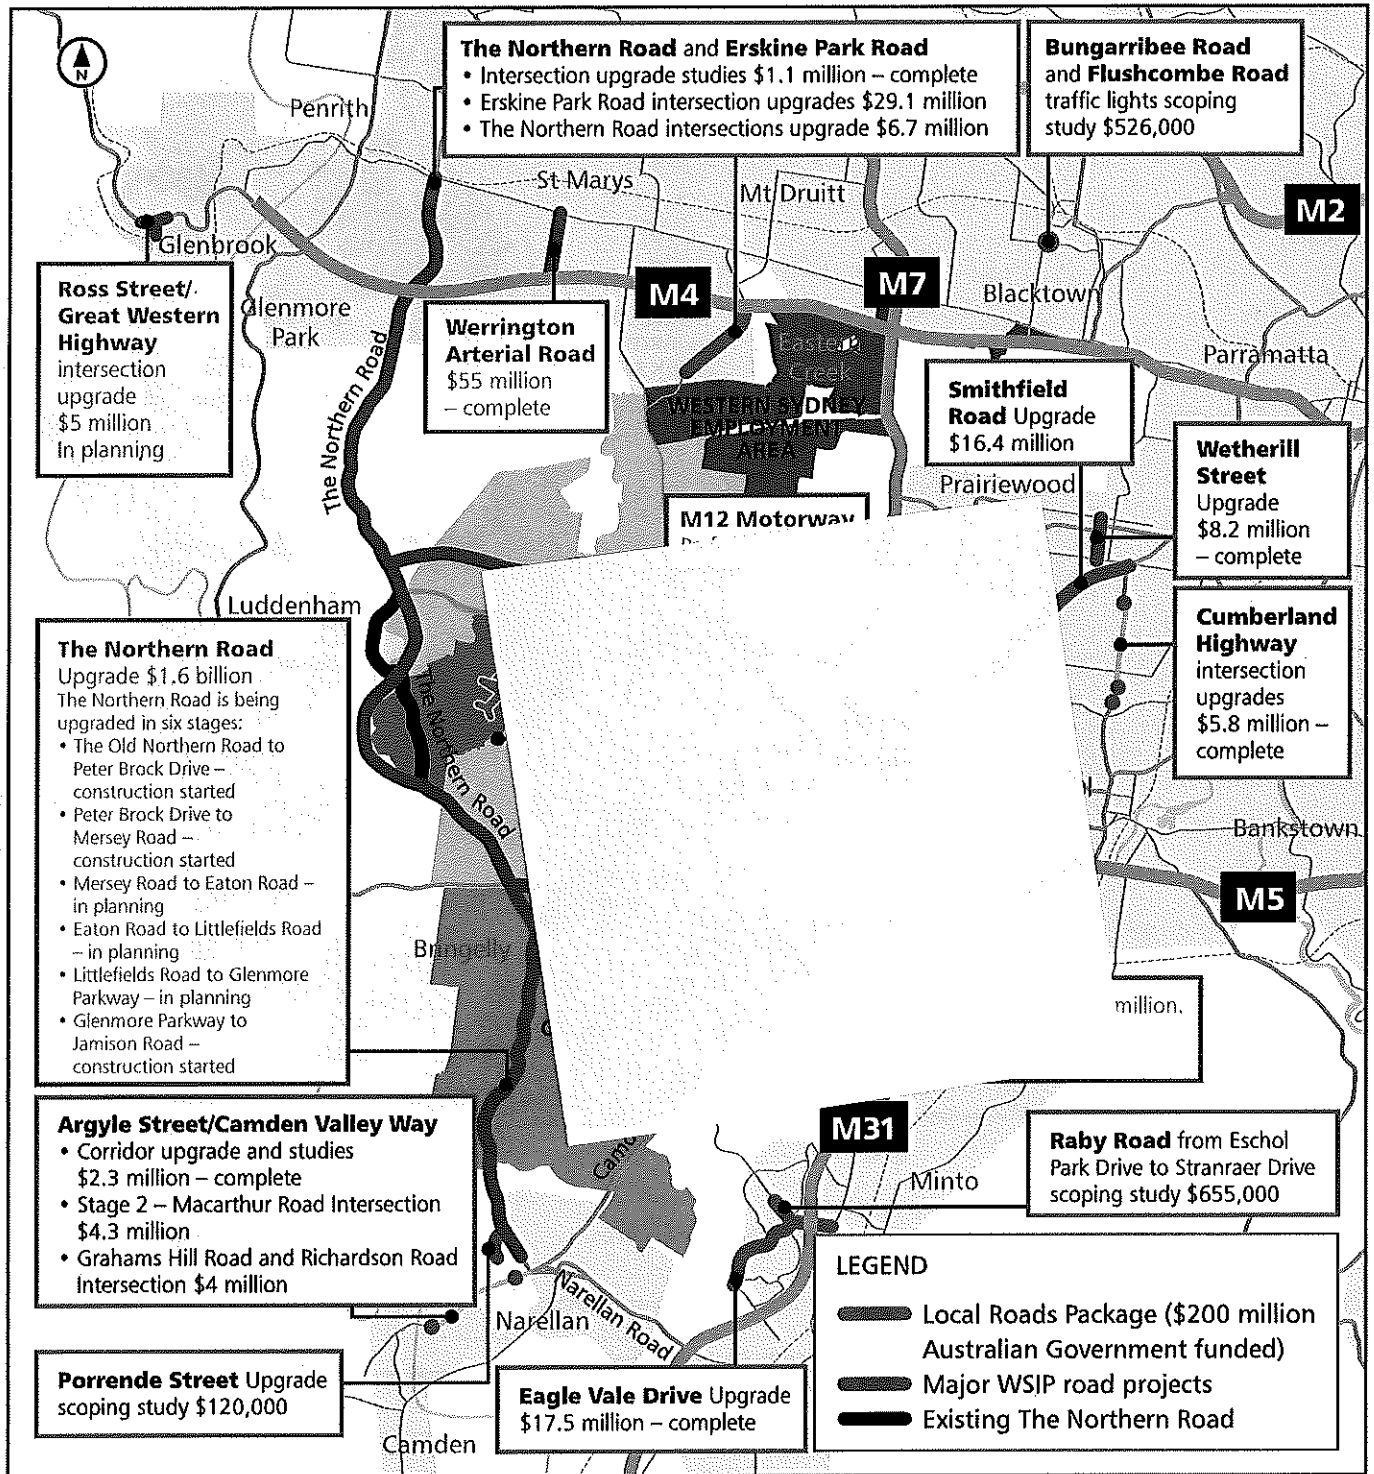 N
The Northern Road and Erskine Park Road
• Intersection upgrade studies $1.1 million – complete
• Erskine Park Road intersection upgrades $29.1 million
• The Northern Road intersections upgrade $6.7 million
Bungarribee Road
and Flushcombe Road
traffic lights scoping
study $526,000
Penrith
St Marys
Mt Druitt
M2
Glenbrook
Ross Street/
Great Western
Highway
intersection
upgrade
$5 million
In planning
Glenmore
Park
The Northern Road
Werrington
Arterial Road
$55 million
– complete
M4
M7
Blacktown
Eastern
Creek
Parramatta
WESTERN SYDNEY
EMPLOYMENT
AREA
Smithfield
Road Upgrade
$16.4 million
Prairiewood
Wetherill
Street
Upgrade
$8.2 million
– complete
M12 Motorway
Luddenham
Cumberland
Highway
intersection
upgrades
$5.8 million –
complete
The Northern Road
Upgrade $1.6 billion
The Northern Road is being
upgraded in six stages:
• The Old Northern Road to
Peter Brock Drive –
construction started
• Peter Brock Drive to
Mersey Road –
construction started
• Mersey Road to Eaton Road –
in planning
• Eaton Road to Littlefields Road
– in planning
• Littlefields Road to Glenmore
Parkway – in planning
• Glenmore Parkway to
Jamison Road –
construction started
The Northern Road
Bankstown
M5
Bringelly
million.
Argyle Street/Camden Valley Way
• Corridor upgrade and studies
$2.3 million – complete
• Stage 2 – Macarthur Road Intersection
$4.3 million
• Grahams Hill Road and Richardson Road
Intersection $4 million
M31
Minto
Raby Road from Eschol
Park Drive to Stranraer Drive
scoping study $655,000
Narellan
Narellan Road
Porrende Street Upgrade
scoping study $120,000
Camden
Eagle Vale Drive Upgrade
$17.5 million – complete
LEGEND
Local Roads Package ($200 million
Australian Government funded)
Major WSIP road projects
Existing The Northern Road